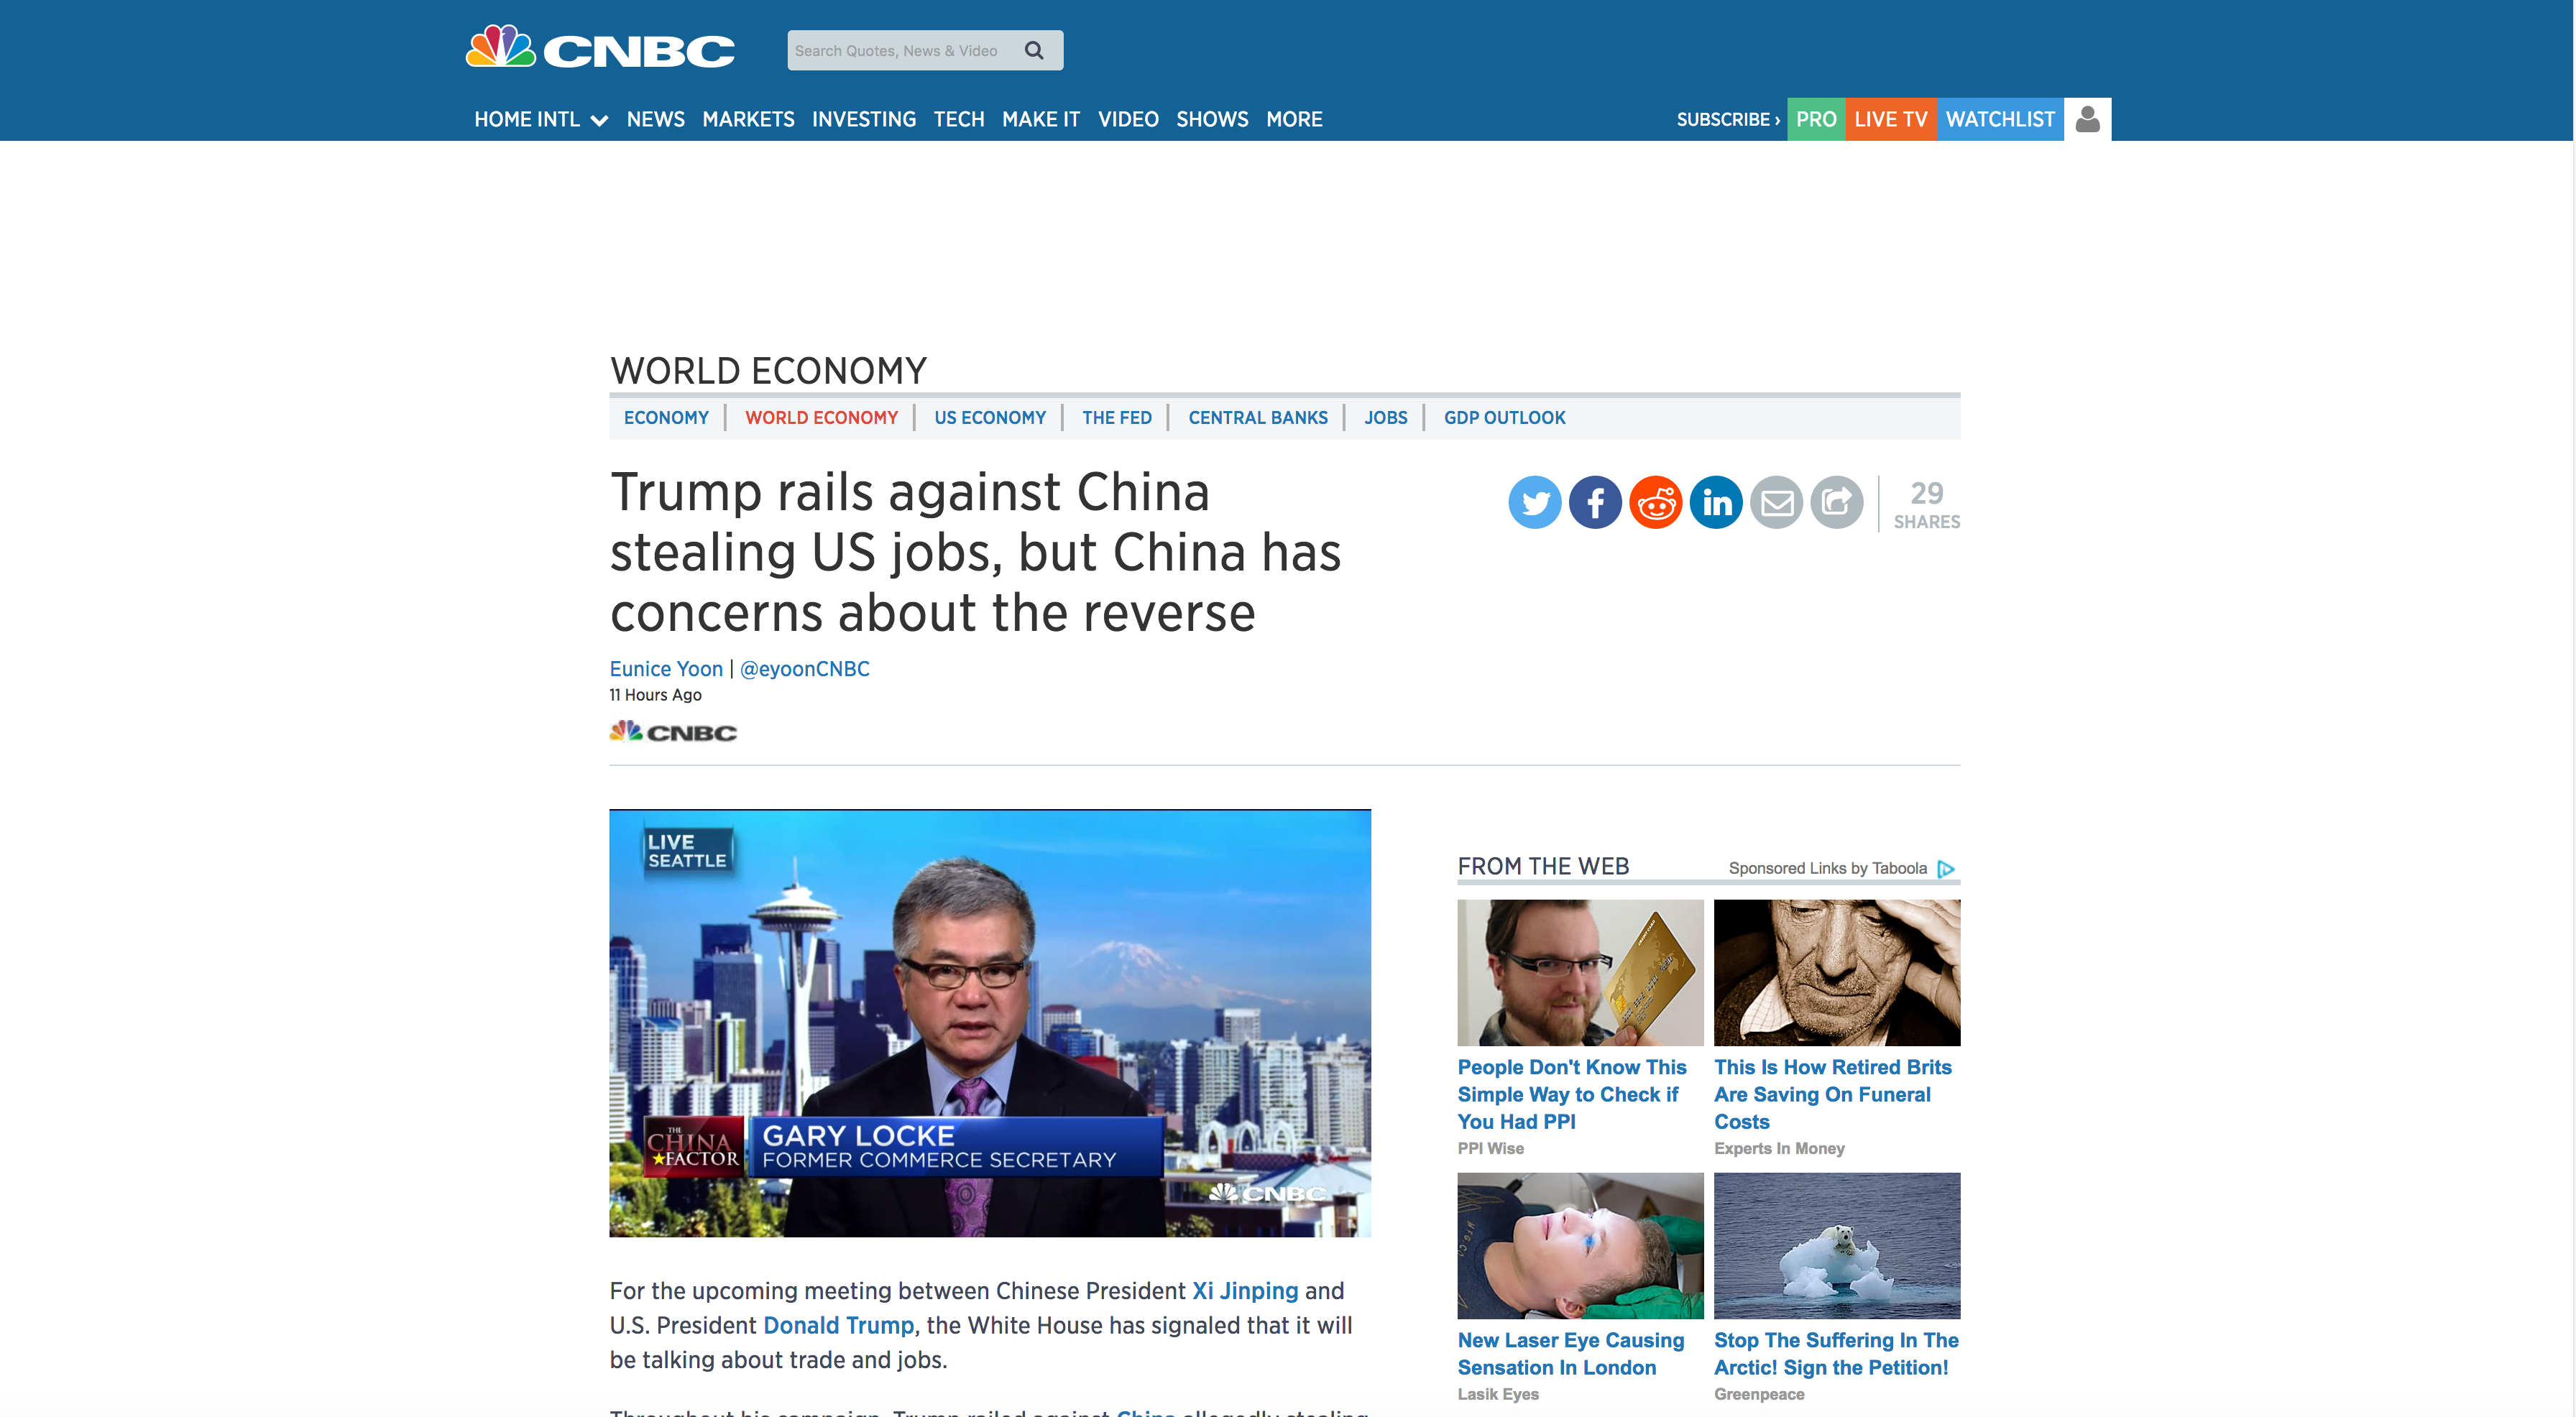 CNBC
Search Quotes, News & Video
HOME INTL NEWS MARKETS INVESTING TECH MAKE IT VIDEO SHOWS MORE
SUBSCRIBE › PRO LIVE TV WATCHLIST
WORLD ECONOMY
ECONOMY | WORLD ECONOMY | US ECONOMY | THE FED | CENTRAL BANKS | JOBS | GDP OUTLOOK
Trump rails against China
stealing US jobs, but China has
concerns about the reverse
29
SHARES
Eunice Yoon | @eyoonCNBC
11 Hours Ago
CNBC
LIVE
SEATTLE
THE
CHINA
FACTOR
GARY LOCKE
FORMER COMMERCE SECRETARY
CNBC
For the upcoming meeting between Chinese President Xi Jinping and
U.S. President Donald Trump, the White House has signaled that it will
be talking about trade and jobs.
FROM THE WEB
Sponsored Links by Taboola
People Don't Know This
Simple Way to Check if
You Had PPI
PPI Wise
This Is How Retired Brits
Are Saving On Funeral
Costs
Experts In Money
New Laser Eye Causing
Sensation In London
Lasik Eyes
Stop The Suffering In The
Arctic! Sign the Petition!
Greenpeace